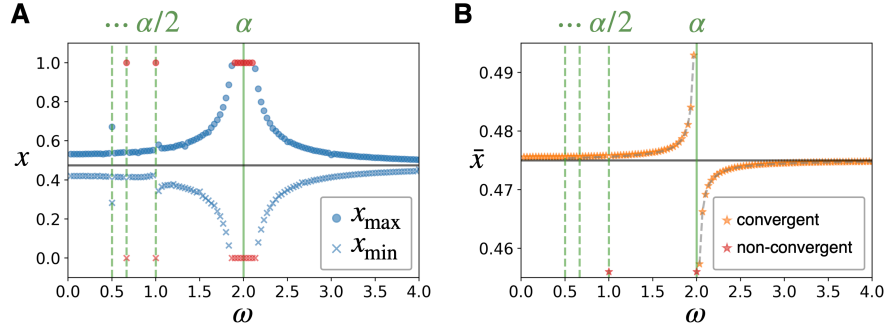 A
... α/2 α
1.0
0.8
0.6
0.4
0.2
0.0
x
x_max
x_min
0.0 0.5 1.0 1.5 2.0 2.5 3.0 3.5 4.0
ω
B
... α/2 α
0.49
0.48
0.47
0.46
x̄
convergent
non-convergent
0.0 0.5 1.0 1.5 2.0 2.5 3.0 3.5 4.0
ω